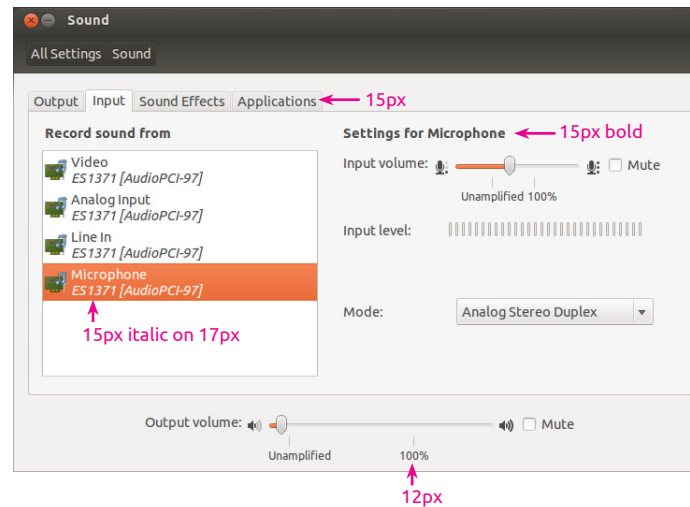 Sound
All Settings Sound
Output Input Sound Effects Applications 15px
Record sound from
Video
ES1371 [AudioPCI-97]
Analog Input
ES1371 [AudioPCI-97]
Line In
ES1371 [AudioPCI-97]
Microphone
ES1371 [AudioPCI-97]
15px italic on 17px
Settings for Microphone 15px bold
Input volume: Mute
Unamplified 100%
Input level:
Mode: Analog Stereo Duplex
Output volume: Mute
Unamplified 100%
12px